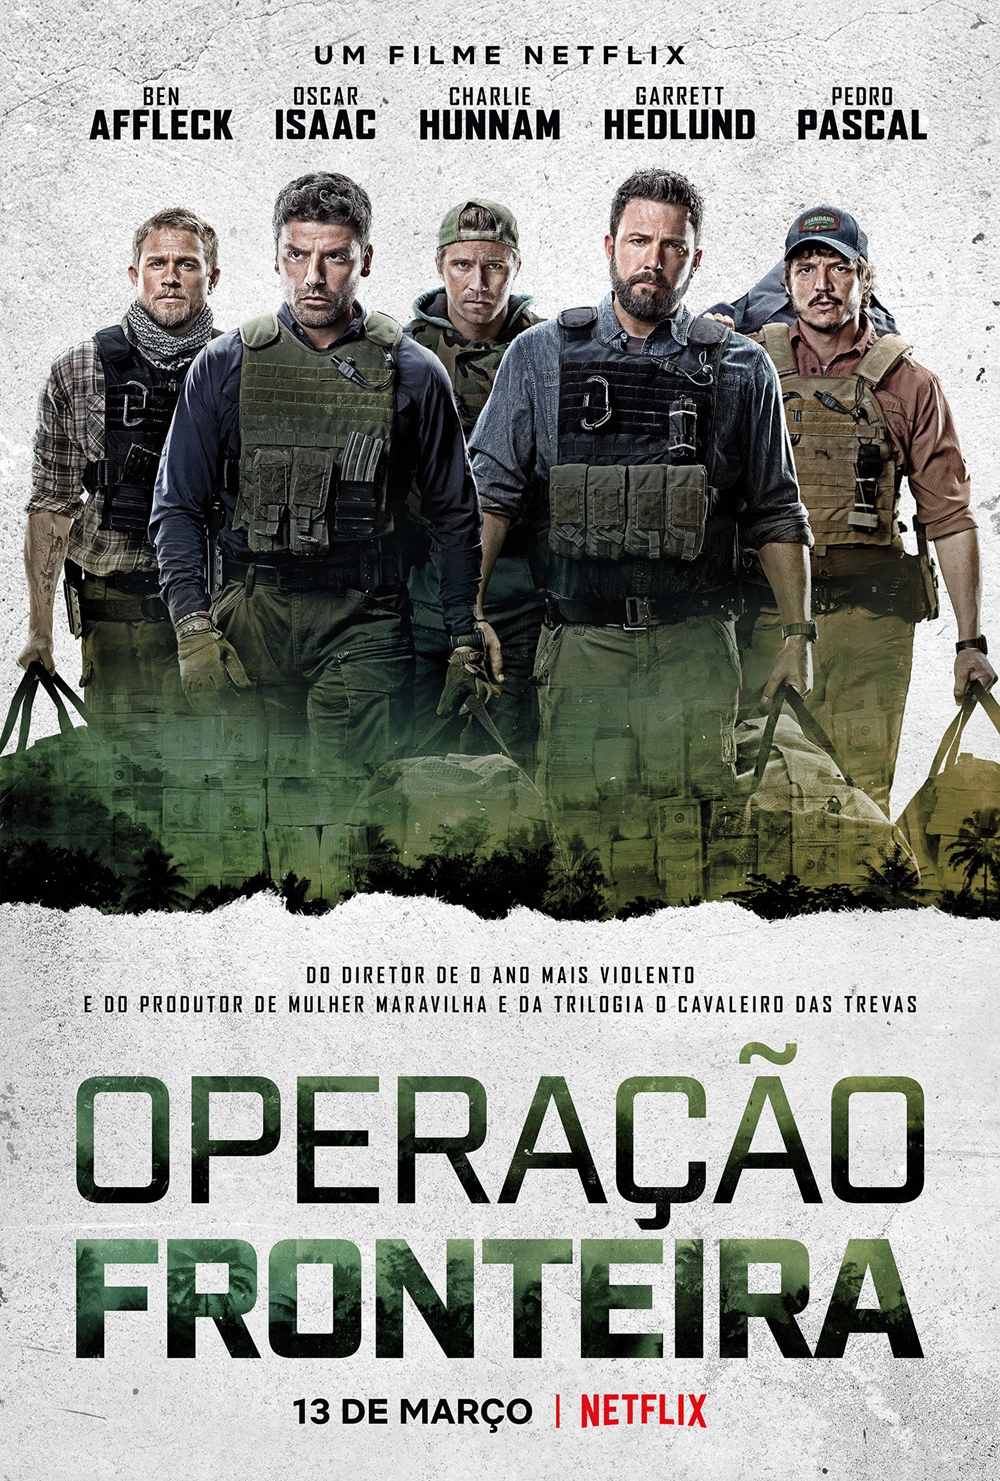 UM FILME NETFLIX
BEN AFFLECK
OSCAR ISAAC
CHARLIE HUNNAM
GARRETT HEDLUND
PEDRO PASCAL
STANDARD
DO DIRETOR DE O ANO MAIS VIOLENTO
E DO PRODUTOR DE MULHER MARAVILHA E DA TRILOGIA O CAVALEIRO DAS TREVAS
OPERAÇÃO
FRONTEIRA
13 DE MARÇO | NETFLIX